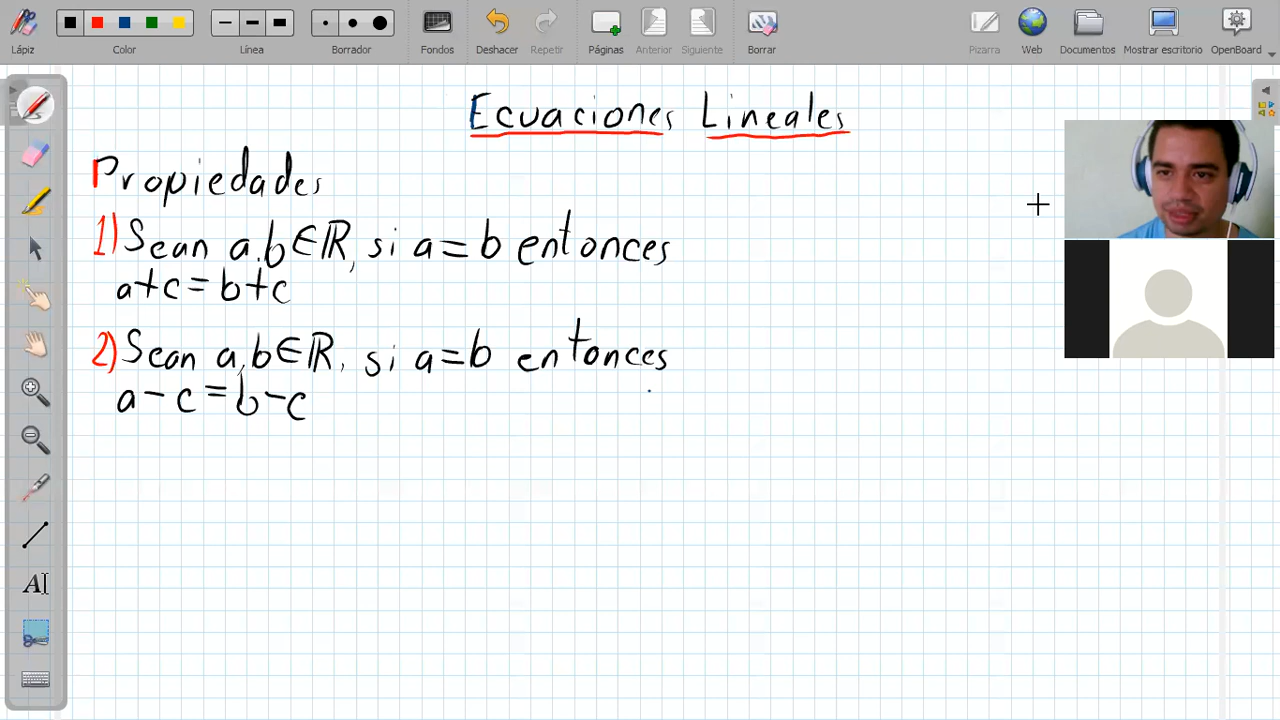 Lápiz Color Línea Borrador Fondos Deshacer Repetir Páginas Anterior Siguiente Borrar Pizarra Web Documentos Mostrar escritorio OpenBoard
Ecuaciones Lineales
Propiedades
1) Sean a,b∈ℝ, si a = b entonces
a+c = b+c
2) Sean a,b∈ℝ, si a=b entonces
a - c = b - c
AI